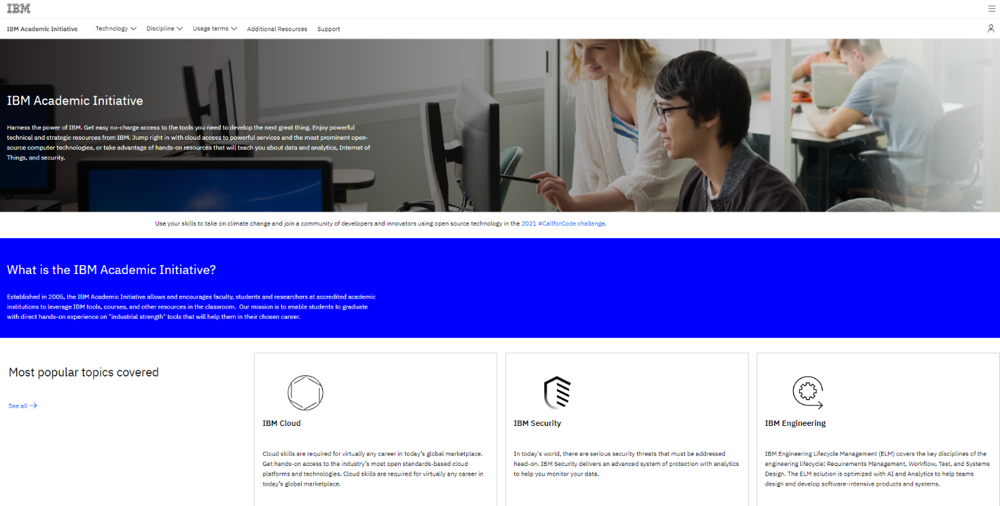 IBM
IBM Academic Initiative
Technology
Discipline
Usage terms
Additional Resources
Support
IBM Academic Initiative
Harness the power of IBM. Get easy no-charge access to the tools you need to develop the next great thing. Enjoy powerful
technical and strategic resources from IBM. Jump right in with cloud access to powerful services and the most prominent open-
source computer technologies, or take advantage of hands-on resources that will teach you about data and analytics, Internet of
Things, and security.
Use your skills to take on climate change and join a community of developers and innovators using open source technology in the 2021 #CallforCode challenge.
What is the IBM Academic Initiative?
Established in 2005, the IBM Academic Initiative allows and encourages faculty, students and researchers at accredited academic
institutions to leverage IBM tools, courses, and other resources in the classroom. Our mission is to enable students to graduate
with direct hands-on experience on "industrial strength" tools that will help them in their chosen career.
Most popular topics covered
See all
IBM Cloud
Cloud skills are required for virtually any career in today's global marketplace.
Get hands-on access to the industry's most open standards-based cloud
platforms and technologies. Cloud skills are required for virtually any career in
today's global marketplace.
IBM Security
In today's world, there are serious security threats that must be addressed
head-on. IBM Security delivers an advanced system of protection with analytics
to help you monitor your data.
IBM Engineering
IBM Engineering Lifecycle Management (ELM) covers the key disciplines of the
engineering lifecycle: Requirements Management, Workflow, Test, and Systems
Design. The ELM solution is optimized with AI and Analytics to help teams
design and develop software-intensive products and systems.